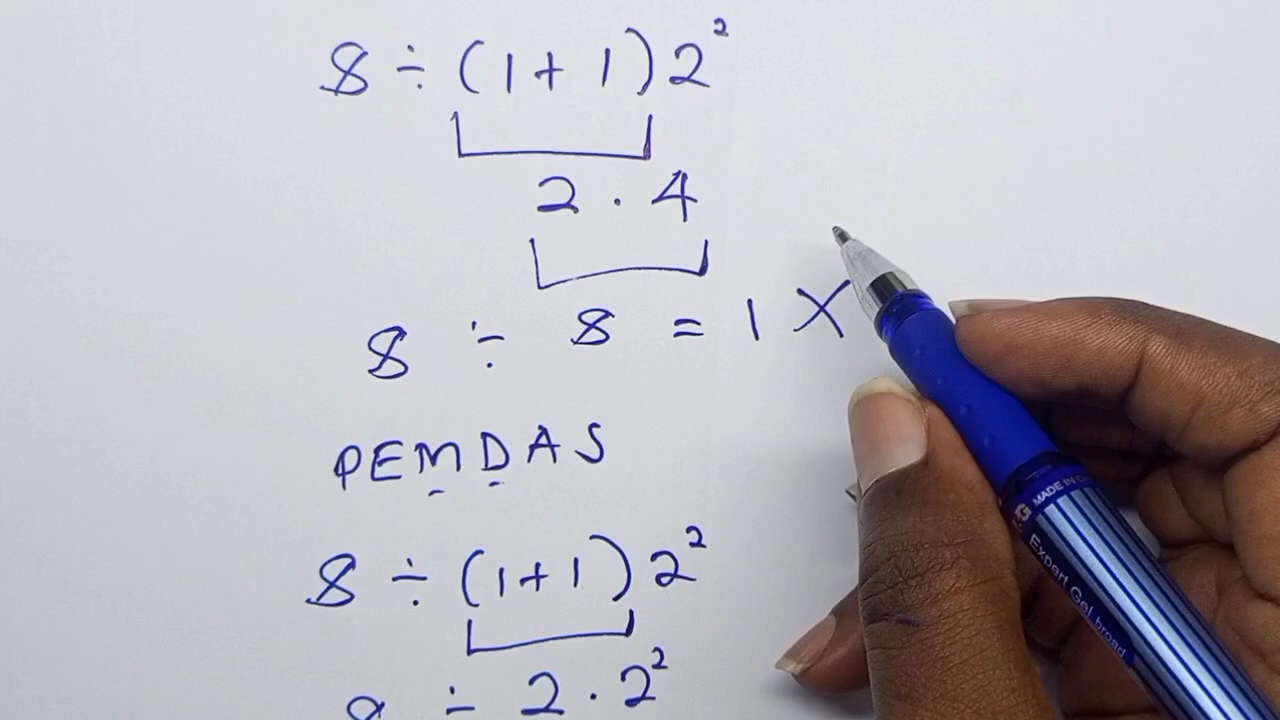 8 ÷ (1 + 1) 2²
2 . 4
8 ÷ 8 = 1 X
PEMDAS
8 ÷ (1 + 1) 2²
8 ÷ 2 . 2²
MADE IN
Expert Gel broad